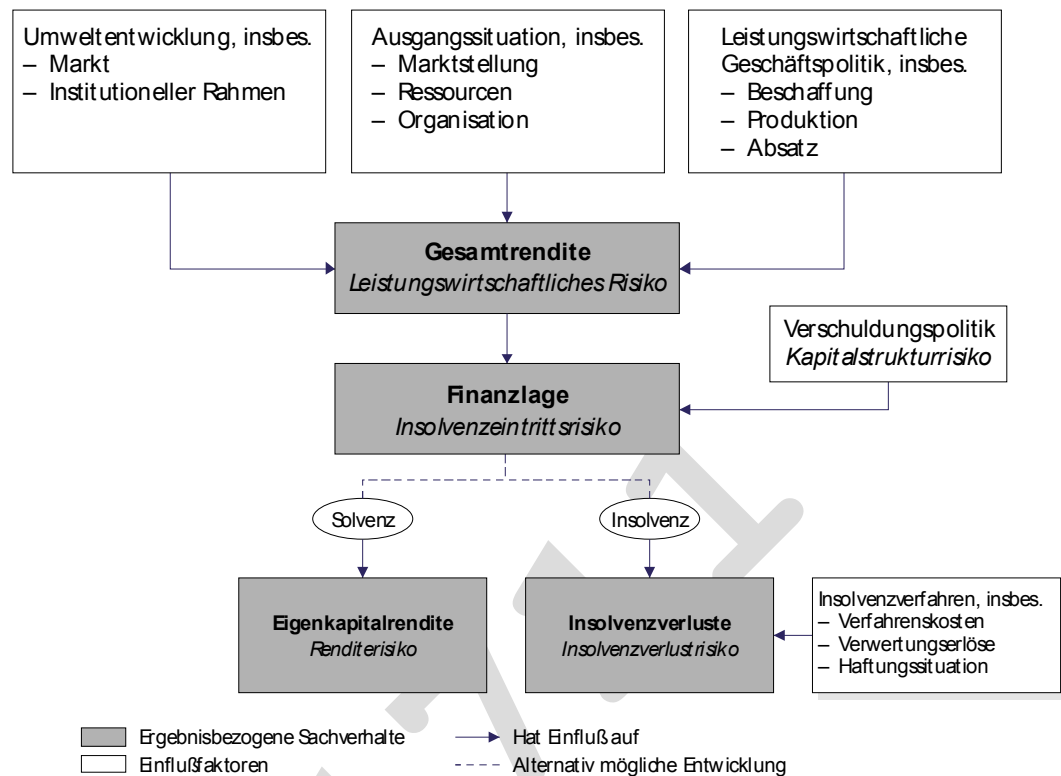 Umweltentwicklung, insbes.
– Markt
– Institutioneller Rahmen
Ausgangssituation, insbes.
– Marktstellung
– Ressourcen
– Organisation
Leistungswirtschaftliche
Geschäftspolitik, insbes.
– Beschaffung
– Produktion
– Absatz
Gesamtrendite
Leistungswirtschaftliches Risiko
Verschuldungspolitik
Kapitalstrukturrisiko
Finanzlage
Insolvenzeintrittsrisiko
Solvenz
Insolvenz
Eigenkapitalrendite
Renditerisiko
Insolvenzverluste
Insolvenzverlustrisiko
Insolvenzverfahren, insbes.
– Verfahrenskosten
– Verwertungserlöse
– Haftungssituation
Ergebnisbezogene Sachverhalte
Hat Einfluß auf
Einflußfaktoren
Alternativ mögliche Entwicklung